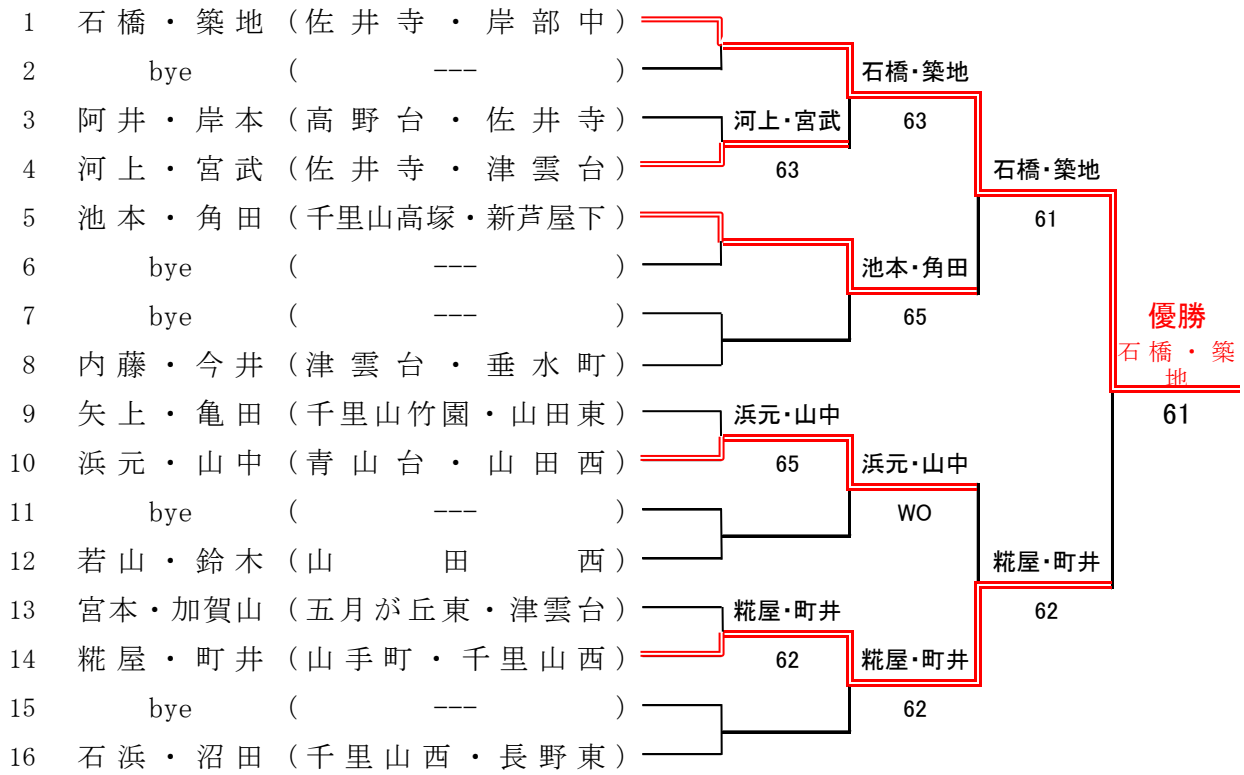 1 石橋・築地（佐井寺・岸部中）
2 bye （ --- ）
石橋・築地
3 阿井・岸本（高野台・佐井寺）
河上・宮武
63
4 河上・宮武（佐井寺・津雲台）
63
石橋・築地
5 池本・角田（千里山高塚・新芦屋下）
61
6 bye （ --- ）
池本・角田
7 bye （ --- ）
65
優勝
8 内藤・今井（津雲台・垂水町）
石橋・築
地
9 矢上・亀田（千里山竹園・山田東）
浜元・山中
61
10 浜元・山中（青山台・山田西）
65
浜元・山中
11 bye （ --- ）
WO
12 若山・鈴木（山田西）
糀屋・町井
13 宮本・加賀山（五月が丘東・津雲台）
糀屋・町井
62
14 糀屋・町井（山手町・千里山西）
62
糀屋・町井
15 bye （ --- ）
62
16 石浜・沼田（千里山西・長野東）